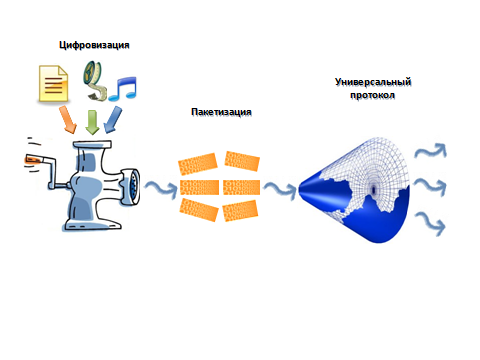 Цифровизация
Пакетизация
Универсальный
протокол